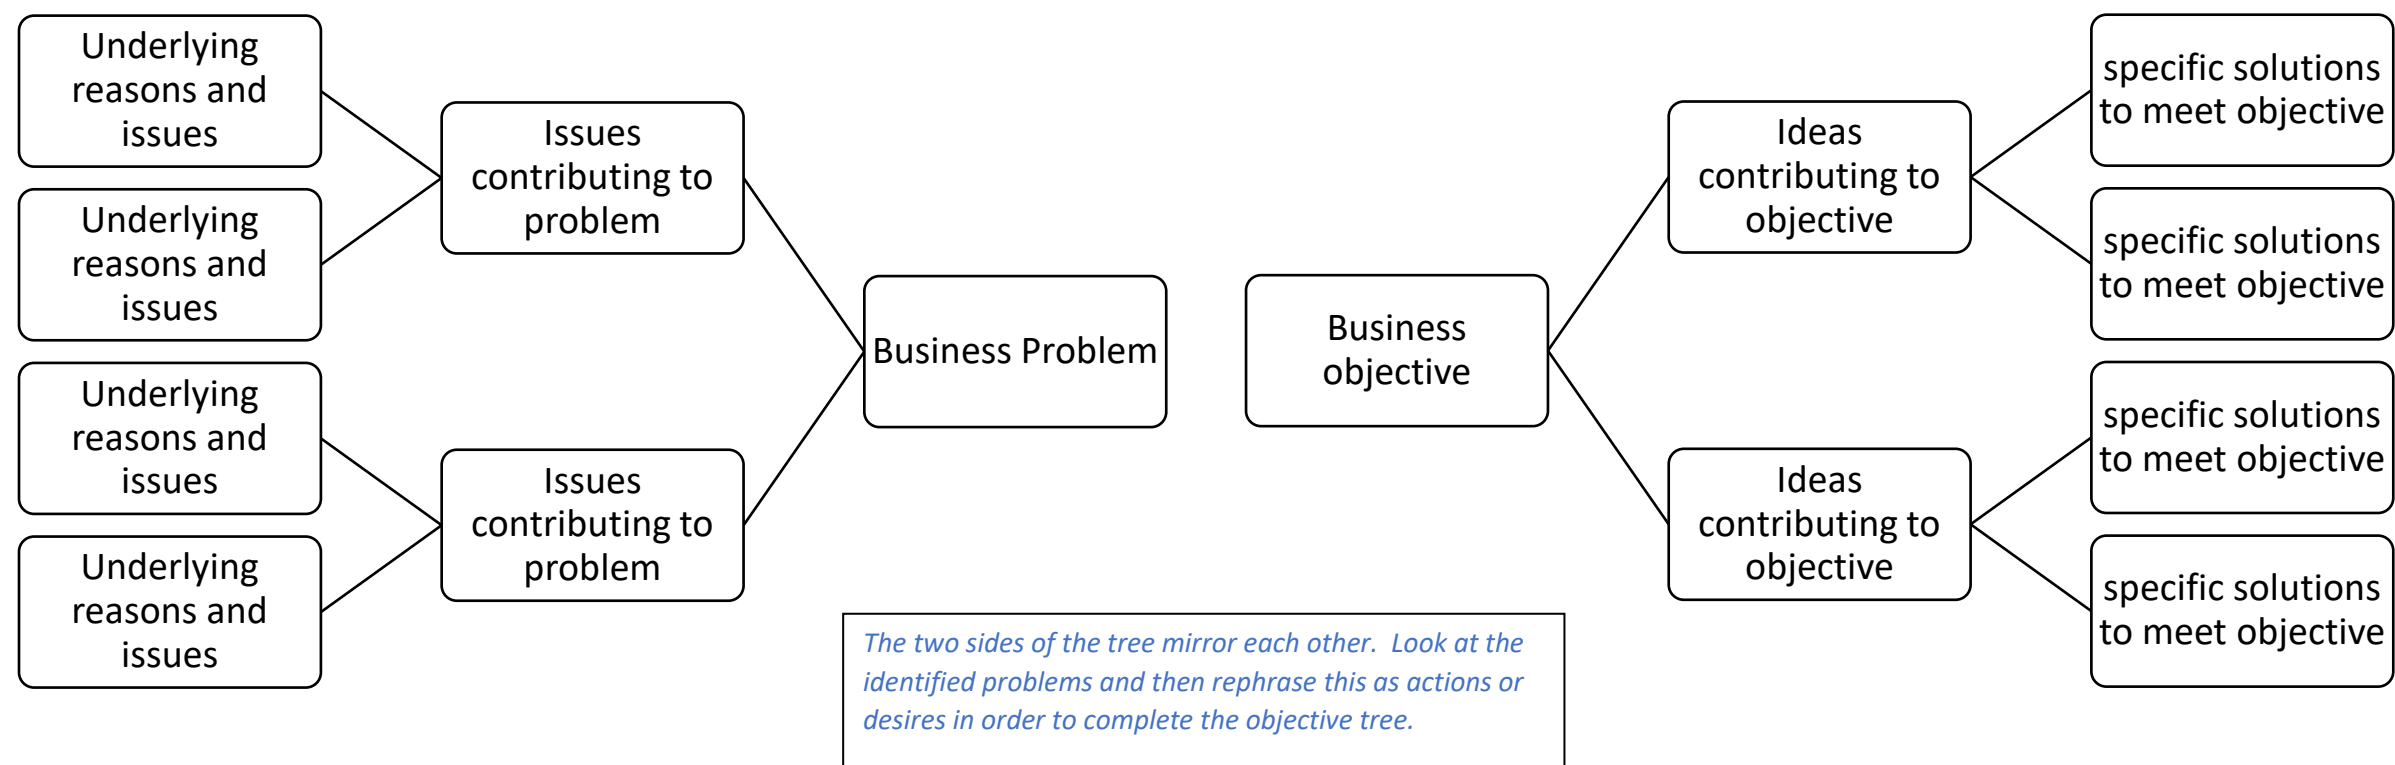 Underlying
reasons and
issues
Underlying
reasons and
issues
Underlying
reasons and
issues
Underlying
reasons and
issues
Issues
contributing to
problem
Issues
contributing to
problem
Business Problem
Business
objective
Ideas
contributing to
objective
Ideas
contributing to
objective
specific solutions
to meet objective
specific solutions
to meet objective
specific solutions
to meet objective
specific solutions
to meet objective
The two sides of the tree mirror each other. Look at the
identified problems and then rephrase this as actions or
desires in order to complete the objective tree.